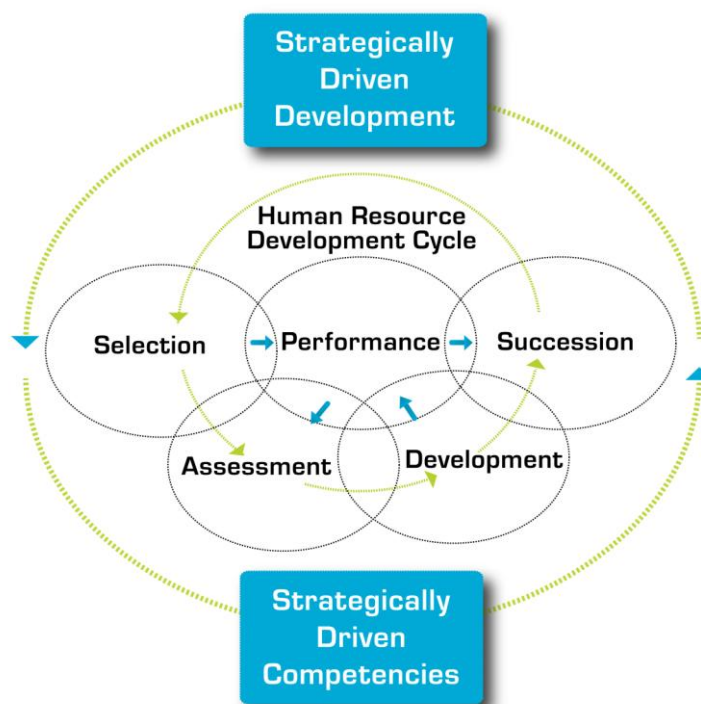 Strategically
Driven
Development
Human Resource
Development Cycle
Selection
Performance
Succession
Assessment
Development
Strategically
Driven
Competencies